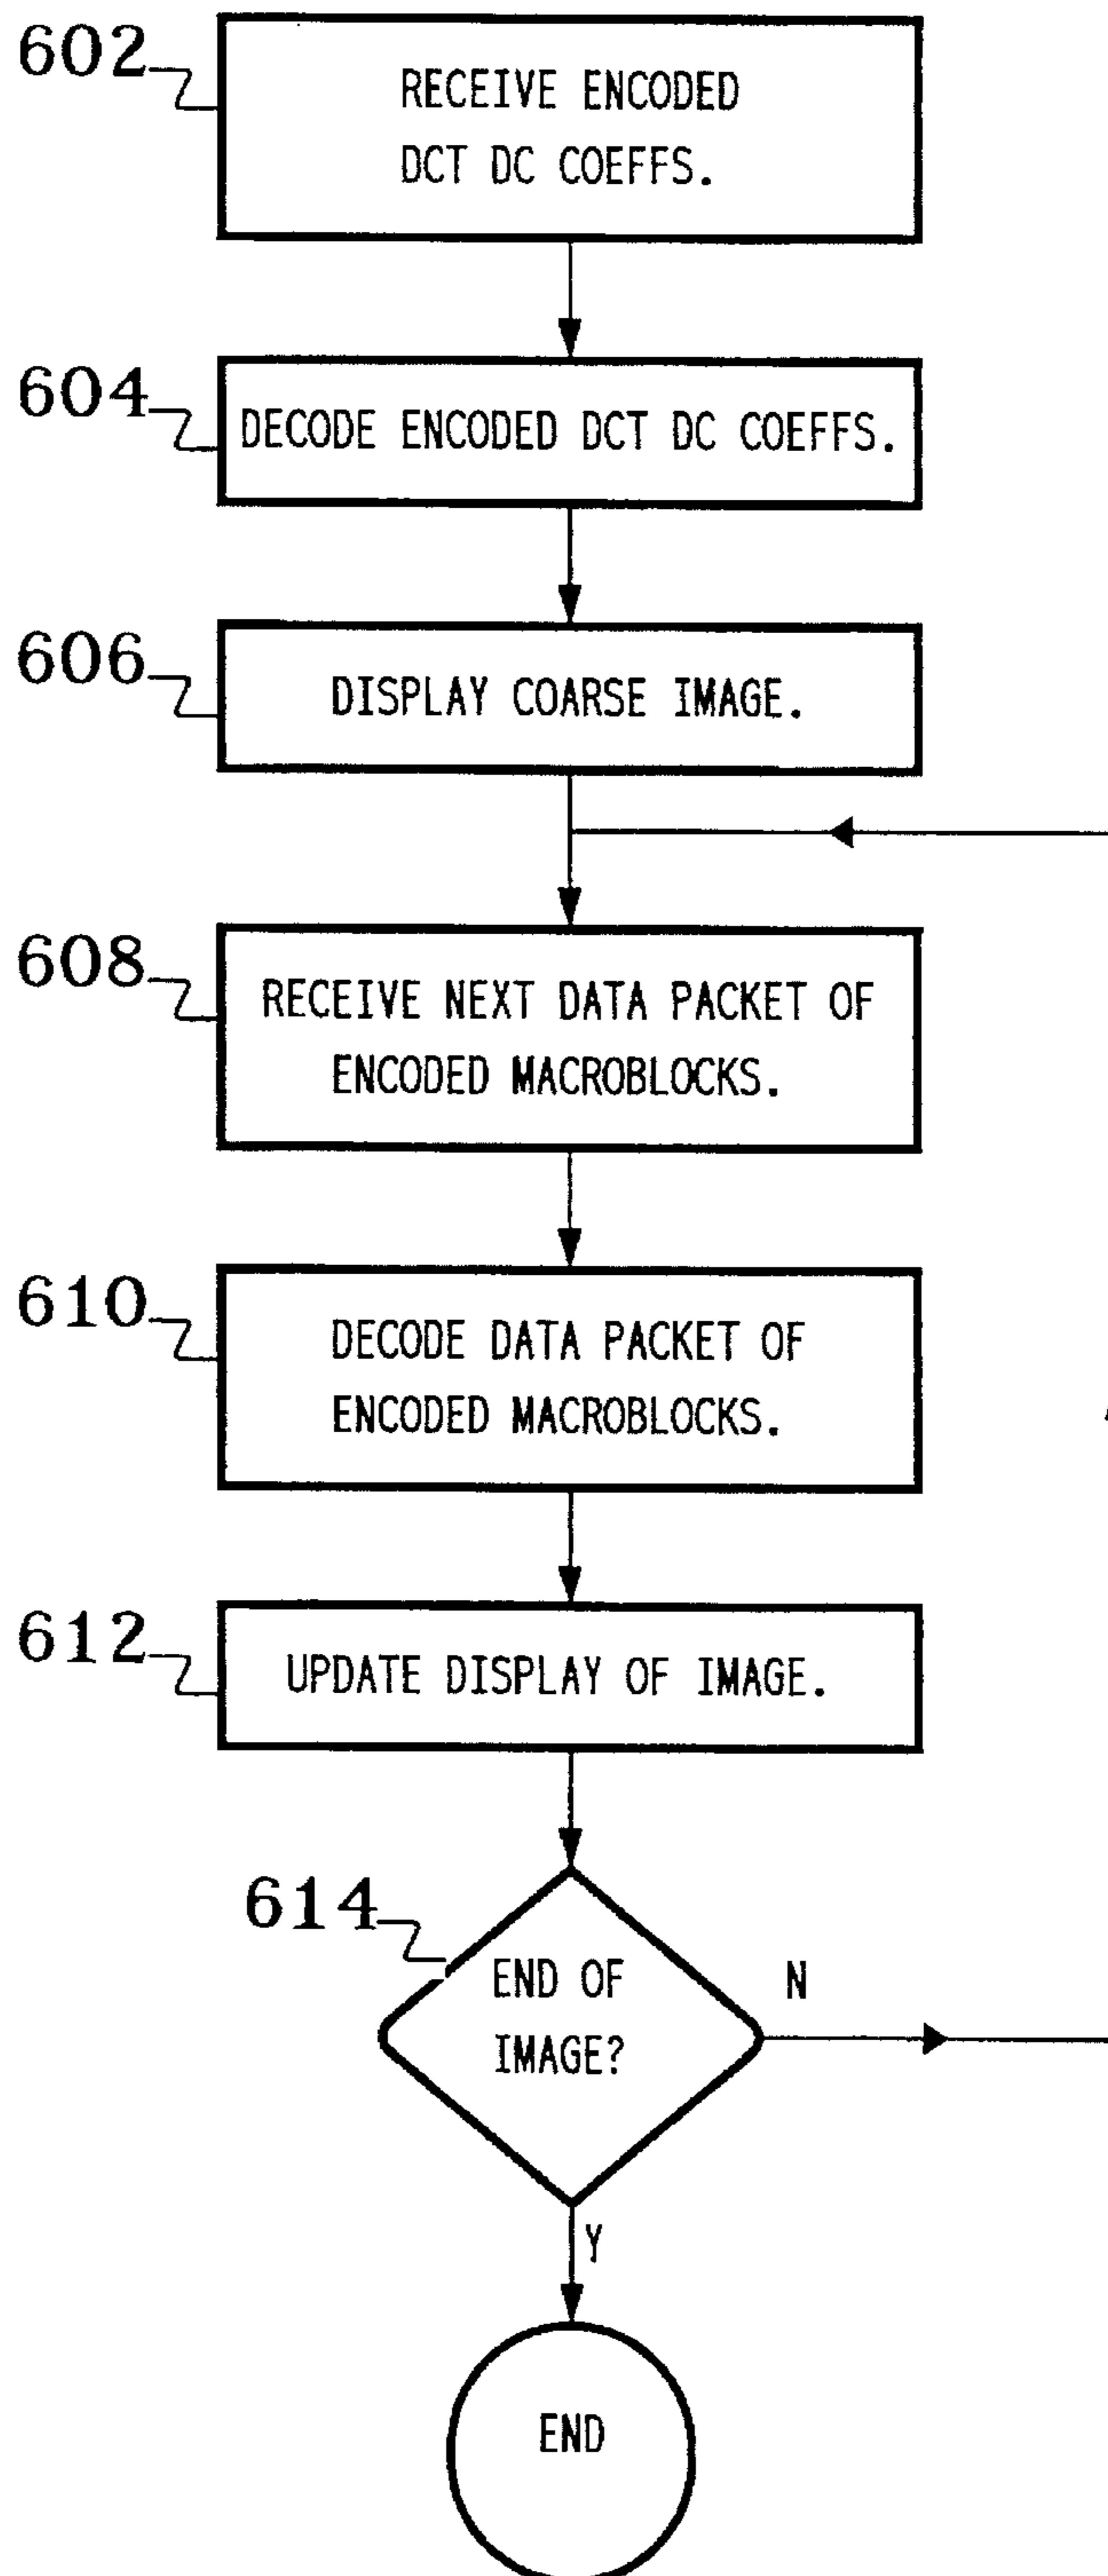 602
RECEIVE ENCODED
DCT DC COEFFS.
604
DECODE ENCODED DCT DC COEFFS.
606
DISPLAY COARSE IMAGE.
608
RECEIVE NEXT DATA PACKET OF
ENCODED MACROBLOCKS.
610
DECODE DATA PACKET OF
ENCODED MACROBLOCKS.
612
UPDATE DISPLAY OF IMAGE.
614
END OF
IMAGE?
N
Y
END